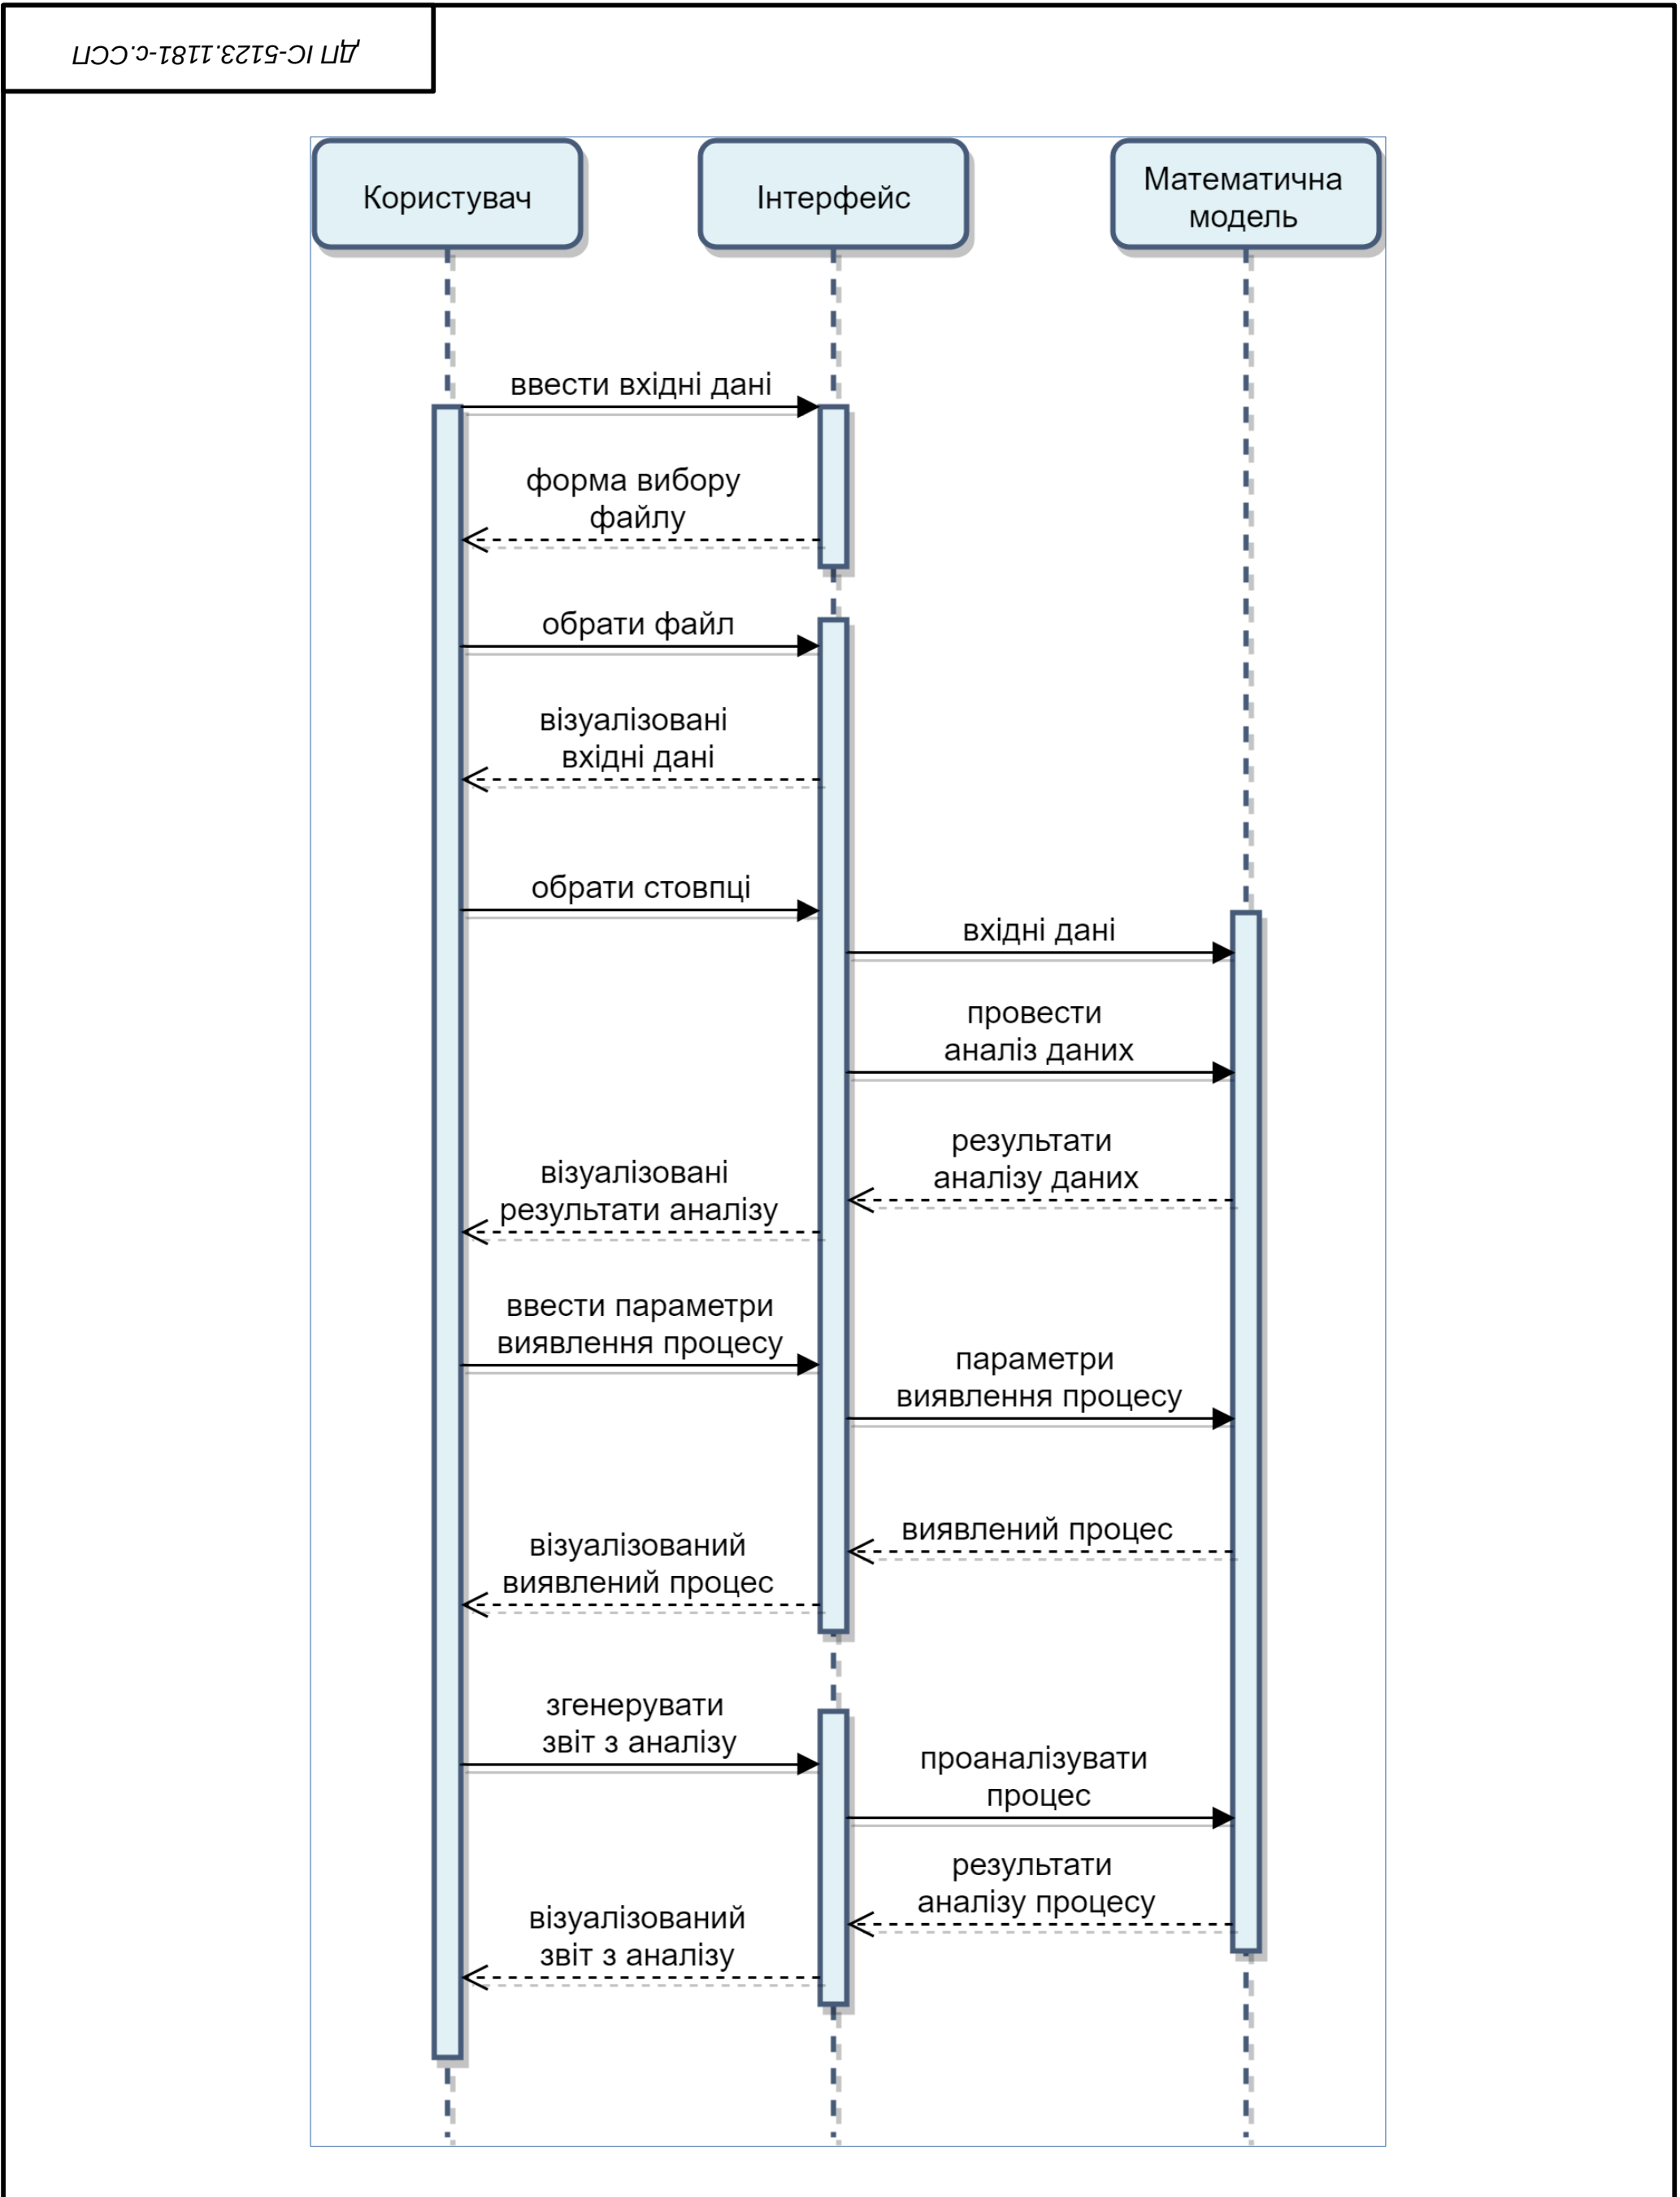 ДП ІС-5123.1181-с.ССП
Користувач
Інтерфейс
Математична
модель
ввести вхідні дані
форма вибору
файлу
обрати файл
візуалізовані
вхідні дані
обрати стовпці
вхідні дані
провести
аналіз даних
результати
аналізу даних
візуалізовані
результати аналізу
ввести параметри
виявлення процесу
параметри
виявлення процесу
виявлений процес
візуалізований
виявлений процес
згенерувати
звіт з аналізу
проаналізувати
процес
результати
аналізу процесу
візуалізований
звіт з аналізу